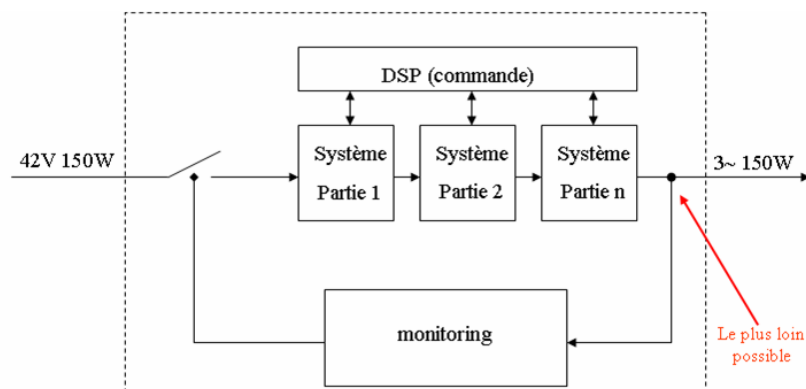 DSP (commande)
42V 150W
Système
Partie 1
Système
Partie 2
Système
Partie n
3~ 150W
monitoring
Le plus loin
possible